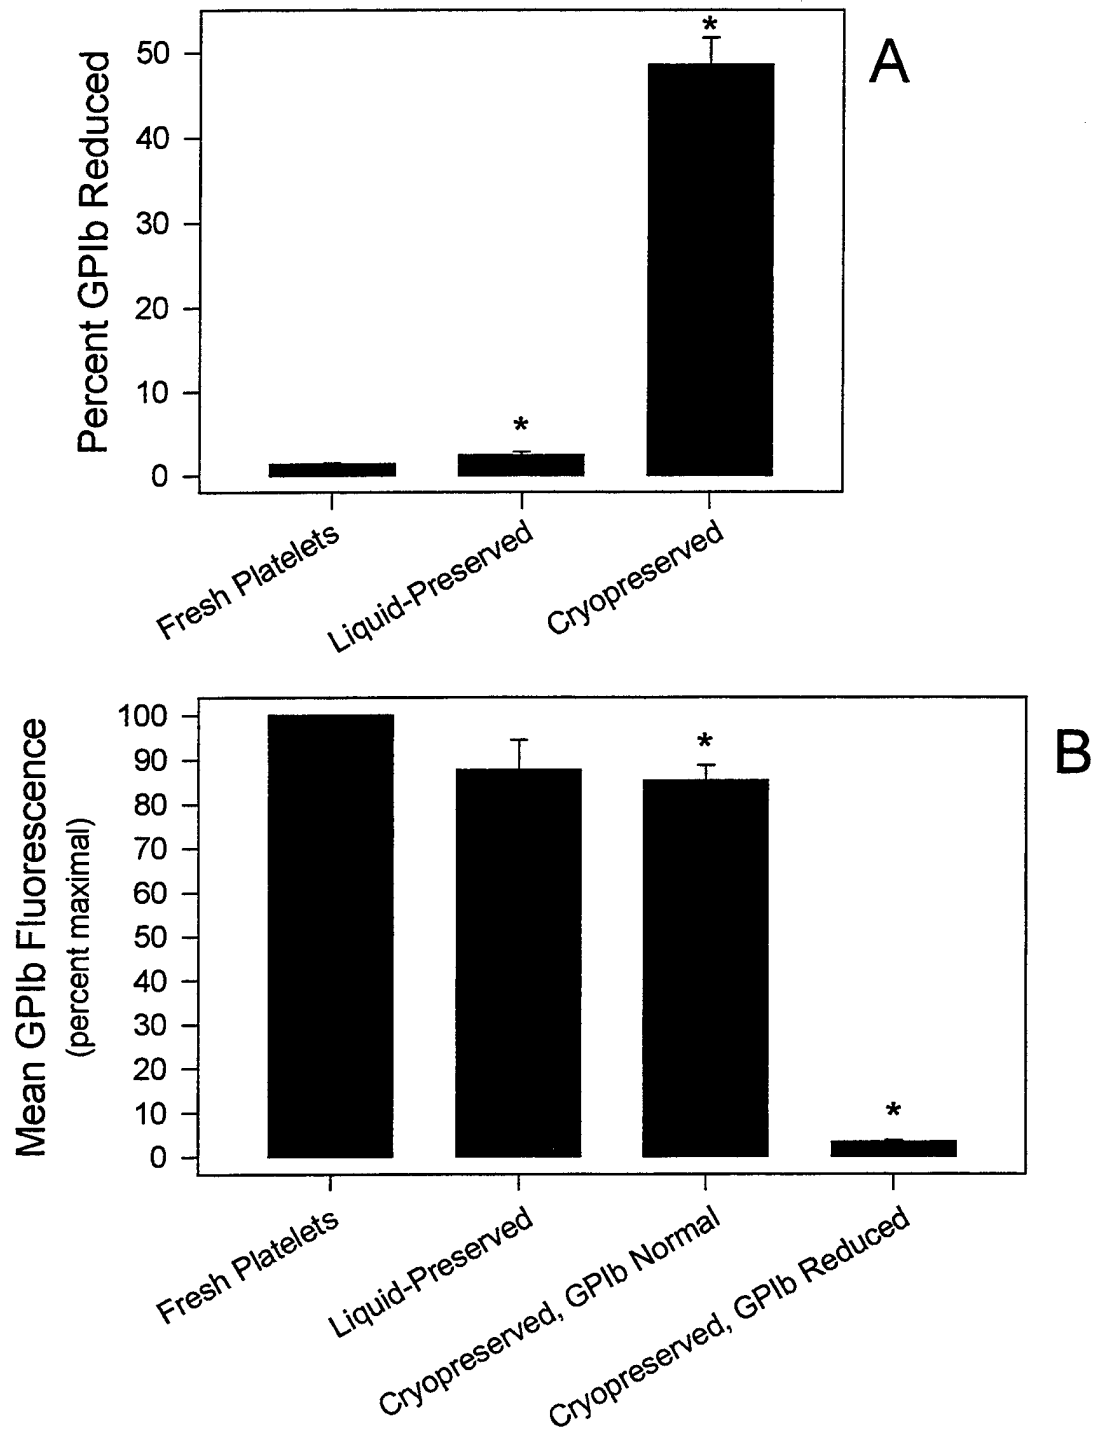 A
Percent GPIb Reduced
50
40
30
20
10
0
*
*
Fresh Platelets
Liquid-Preserved
Cryopreserved
B
Mean GPIb Fluorescence
(percent maximal)
100
90
80
70
60
50
40
30
20
10
0
*
*
Fresh Platelets
Liquid-Preserved
Cryopreserved, GPIb Normal
Cryopreserved, GPIb Reduced